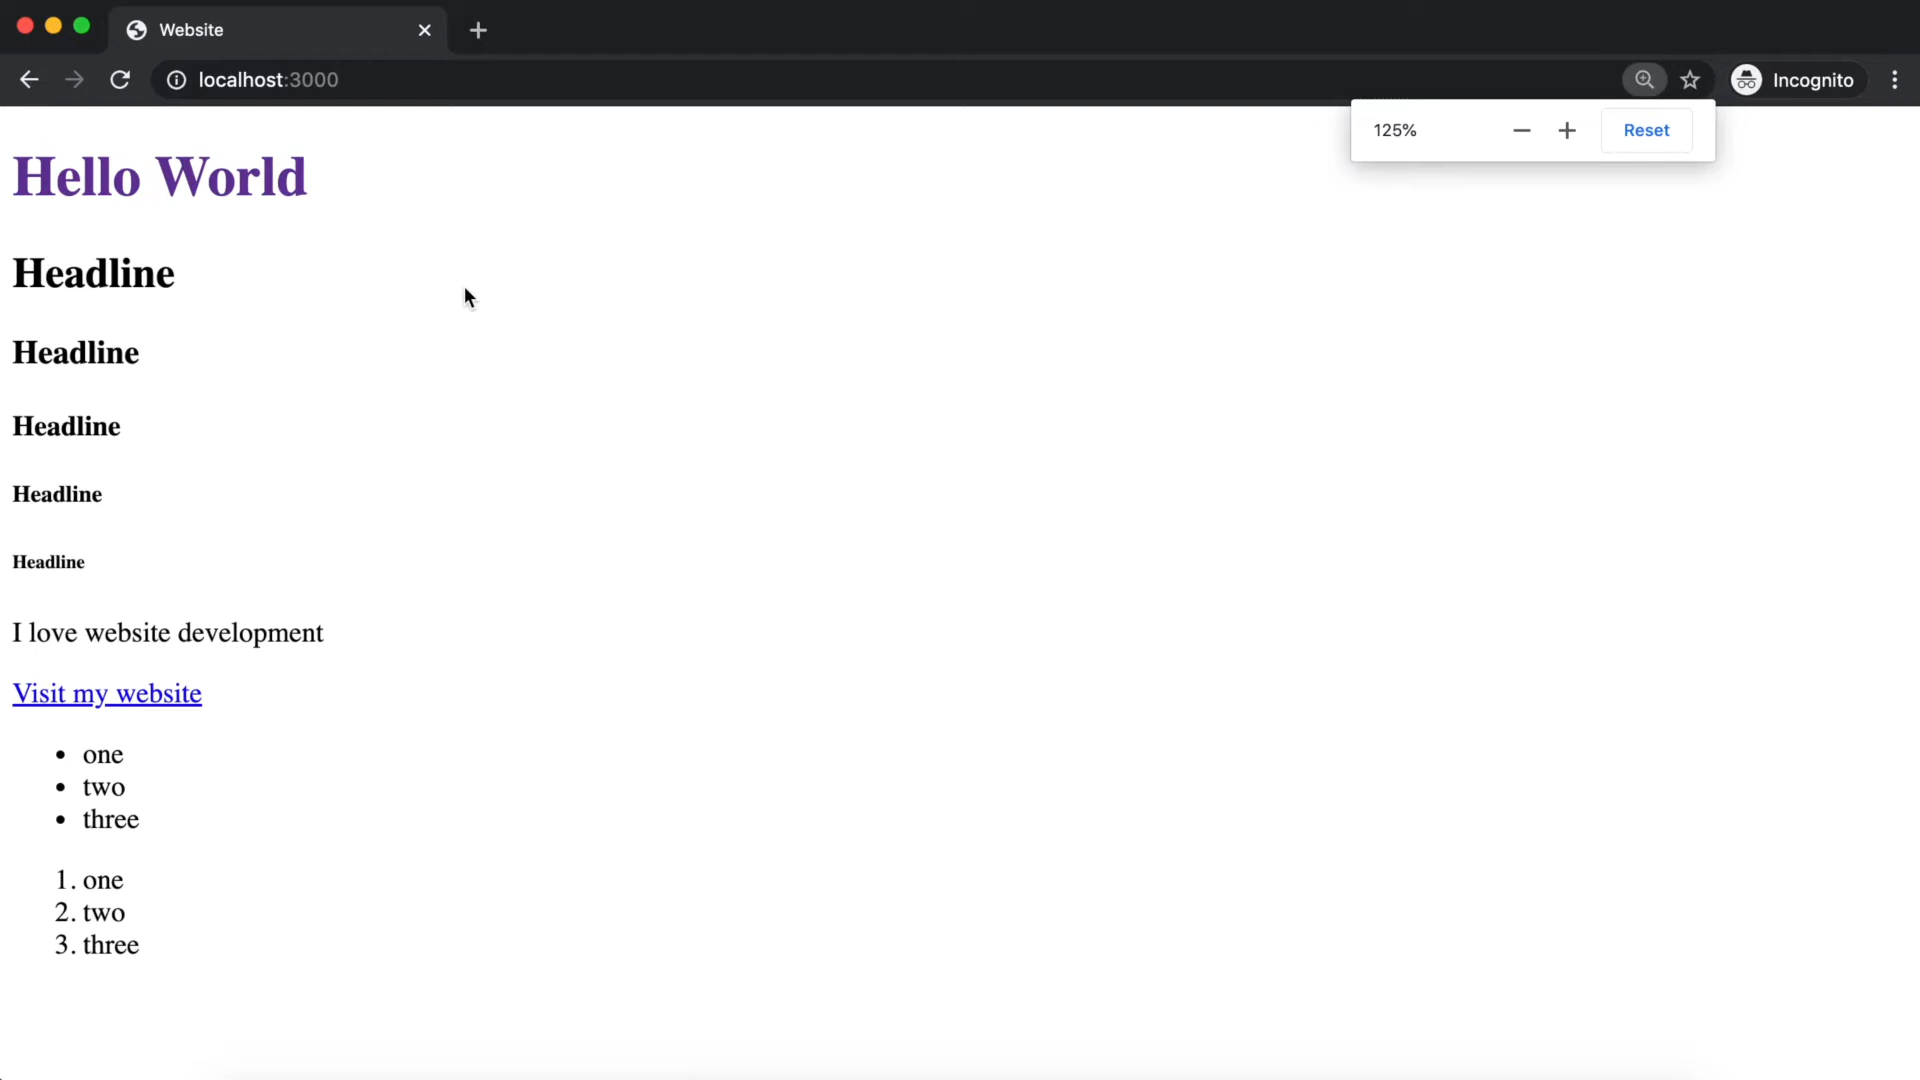 Website
localhost:3000
Incognito
125%
Reset
Hello World
Headline
Headline
Headline
Headline
Headline
I love website development
Visit my website
• one
• two
• three
1. one
2. two
3. three